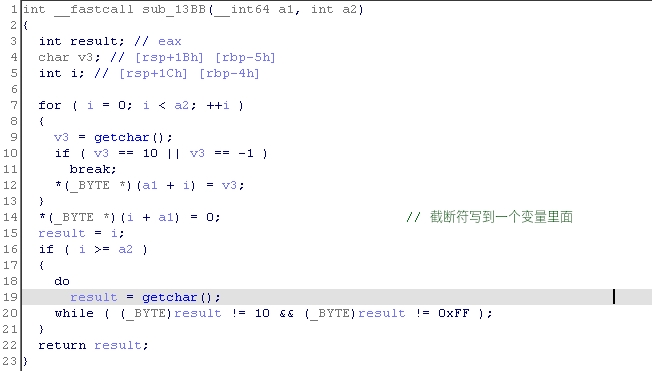 1 int __fastcall sub_13BB(__int64 a1, int a2)
2 {
3 int result; // eax
4 char v3; // [rsp+1Bh] [rbp-5h]
5 int i; // [rsp+1Ch] [rbp-4h]
6
7 for ( i = 0; i < a2; ++i )
8 {
9 v3 = getchar();
10 if ( v3 == 10 || v3 == -1 )
11 break;
12 *(_BYTE *)(a1 + i) = v3;
13 }
14 *(_BYTE *)(i + a1) = 0; // 截断符写到一个变量里面
15 result = i;
16 if ( i >= a2 )
17 {
18 do
19 result = getchar();
20 while ( (_BYTE)result != 10 && (_BYTE)result != 0xFF );
21 }
22 return result;
23 }